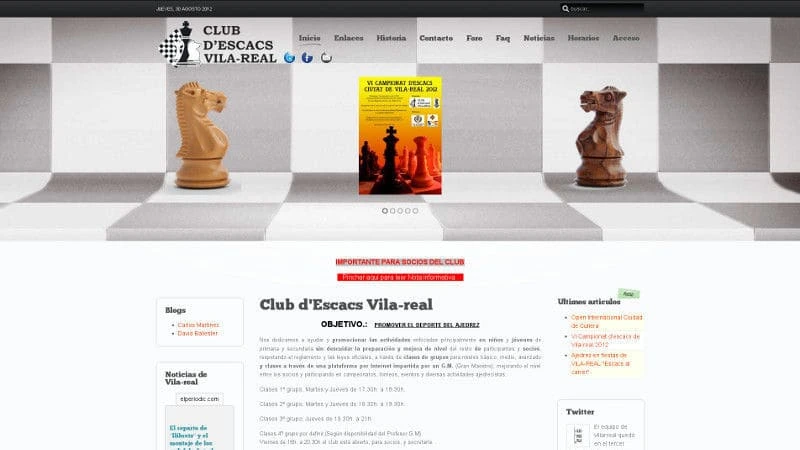 JUEVES, 30 AGOSTO 2012
buscar...
CLUB
D'ESCACS
VILA-REAL
Inicio Enlaces Historia Contacto Foro Faq Noticias Horarios Acceso
VI CAMPEONAT D'ESCACS
CIUTAT DE VILA-REAL 2012
IMPORTANTE PARA SOCIOS DEL CLUB
Pinchar aqui para leer Nota informativa
Blogs
Carlos Martinez
David Ballester
Noticias de
Vila-real
elperiodic.com
El reparto de
y el
montaje de los
Club d'Escacs Vila-real
OBJETIVO.: PROMOVER EL DEPORTE DEL AJEDREZ
Nos dedicamos a ayudar y promocionar las actividades enfocadas principalmente en niños y jóvenes de
primaria y secundaria sin descuidar la preparación y mejora de nivel del resto de participantes y socios,
respetando el reglamento y las leyes oficiales, a través de clases de grupos para niveles básico, medio, avanzado
y clases a través de una plataforma por Internet impartida por un G.M. (Gran Maestro), mejorando el nivel
entre los socios y participando en campeonatos, torneos, eventos y diversas actividades ajedrecísticas.
Clases 1º grupo: Martes y Jueves de 17.30h. a 18.30h.
Clases 2º grupo: Martes y Jueves de 18.30h. a 19.30h.
Clases 3º grupo: Jueves de 19.30h. a 21h.
Clases 4º grupo por definir (Según disponibilidad del Profesor G.M)
Viernes de 18h. a 20.30h el club está abierto, para socios, y secretaría...
Ultimos articulos
New
Open Internacional Ciudad
de Cullera
VI Campionat d'escacs de
Vila-real 2012
Ajedrez en fiestas de
VILA-REAL "Escacs al
carrer"
Twitter
El equipo de
Villarreal quedó
en el tercer